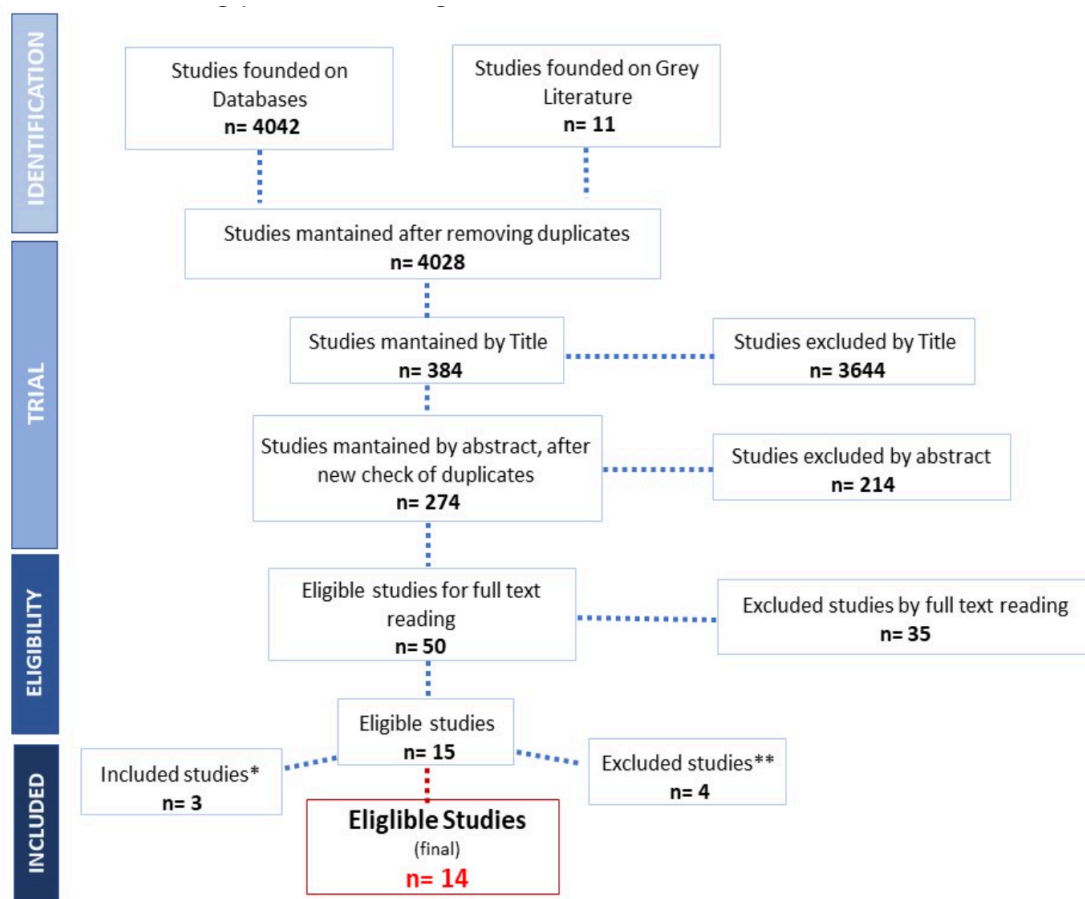 IDENTIFICATION
Studies founded on
Databases
n= 4042
Studies founded on Grey
Literature
n= 11
TRIAL
Studies mantained after removing duplicates
n= 4028
Studies mantained by Title
n= 384
Studies excluded by Title
n= 3644
Studies mantained by abstract, after
new check of duplicates
n= 274
Studies excluded by abstract
n= 214
ELIGIBILITY
Eligible studies for full text
reading
n= 50
Excluded studies by full text reading
n= 35
Eligible studies
n= 15
INCLUDED
Included studies*
n= 3
Excluded studies**
n= 4
Eliglible Studies
(final)
n= 14